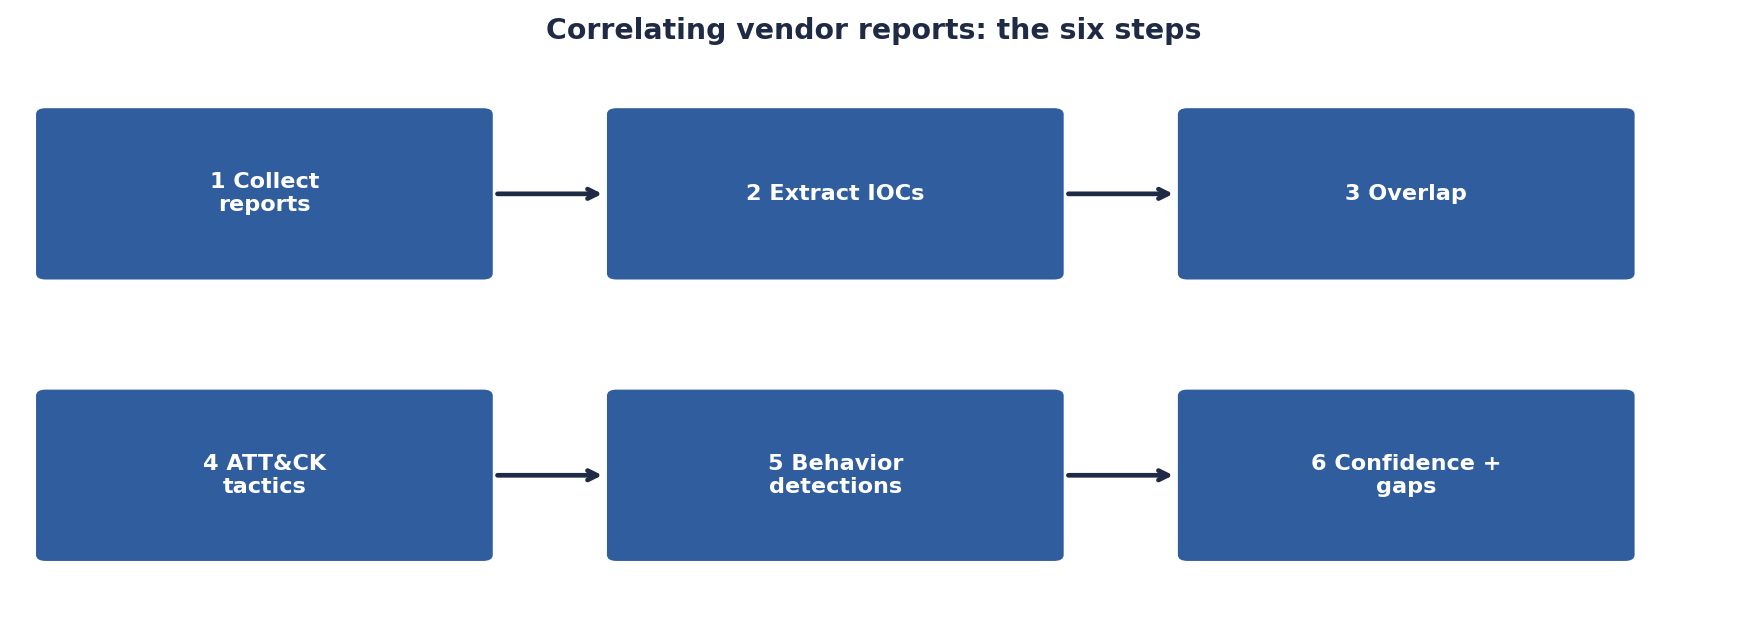 Correlating vendor reports: the six steps
1 Collect
reports
2 Extract IOCs
3 Overlap
4 ATT&CK
tactics
5 Behavior
detections
6 Confidence +
gaps